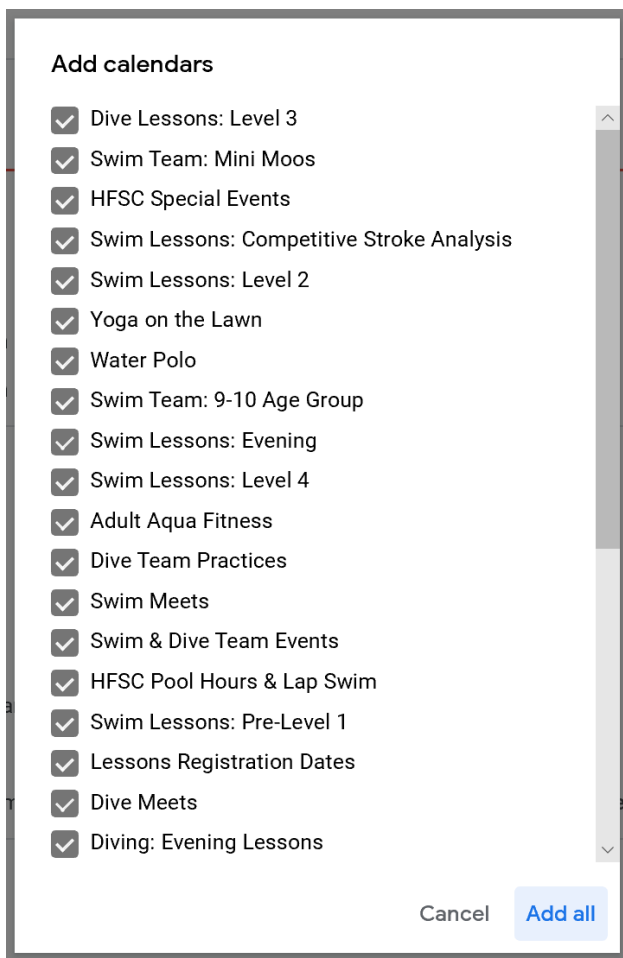 Add calendars
Dive Lessons: Level 3
Swim Team: Mini Moos
HFSC Special Events
Swim Lessons: Competitive Stroke Analysis
Swim Lessons: Level 2
Yoga on the Lawn
Water Polo
Swim Team: 9-10 Age Group
Swim Lessons: Evening
Swim Lessons: Level 4
Adult Aqua Fitness
Dive Team Practices
Swim Meets
Swim & Dive Team Events
HFSC Pool Hours & Lap Swim
Swim Lessons: Pre-Level 1
Lessons Registration Dates
Dive Meets
Diving: Evening Lessons
Cancel Add all